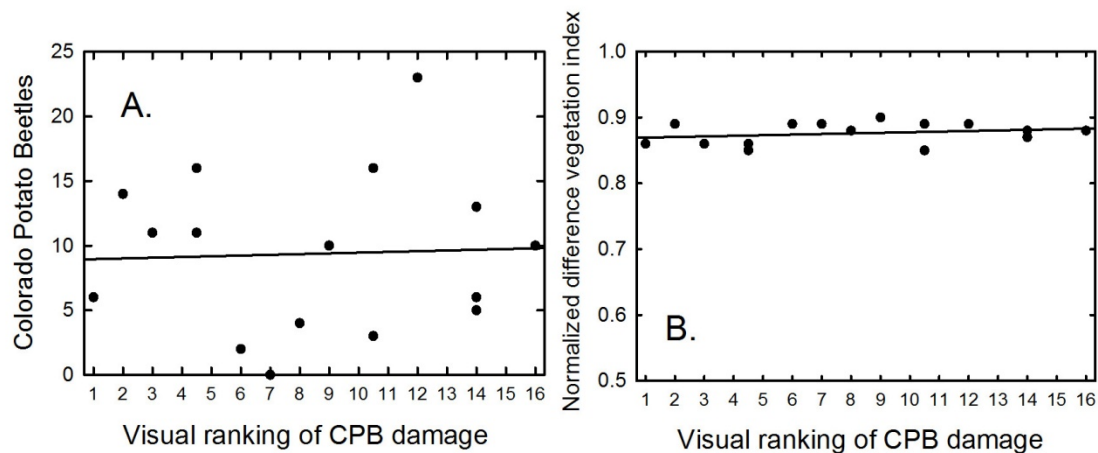 A.
Colorado Potato Beetles
25
20
15
10
5
0
1 2 3 4 5 6 7 8 9 10 11 12 13 14 15 16
Visual ranking of CPB damage
B.
Normalized difference vegetation index
1.0
0.9
0.8
0.7
0.6
0.5
1 2 3 4 5 6 7 8 9 10 11 12 13 14 15 16
Visual ranking of CPB damage